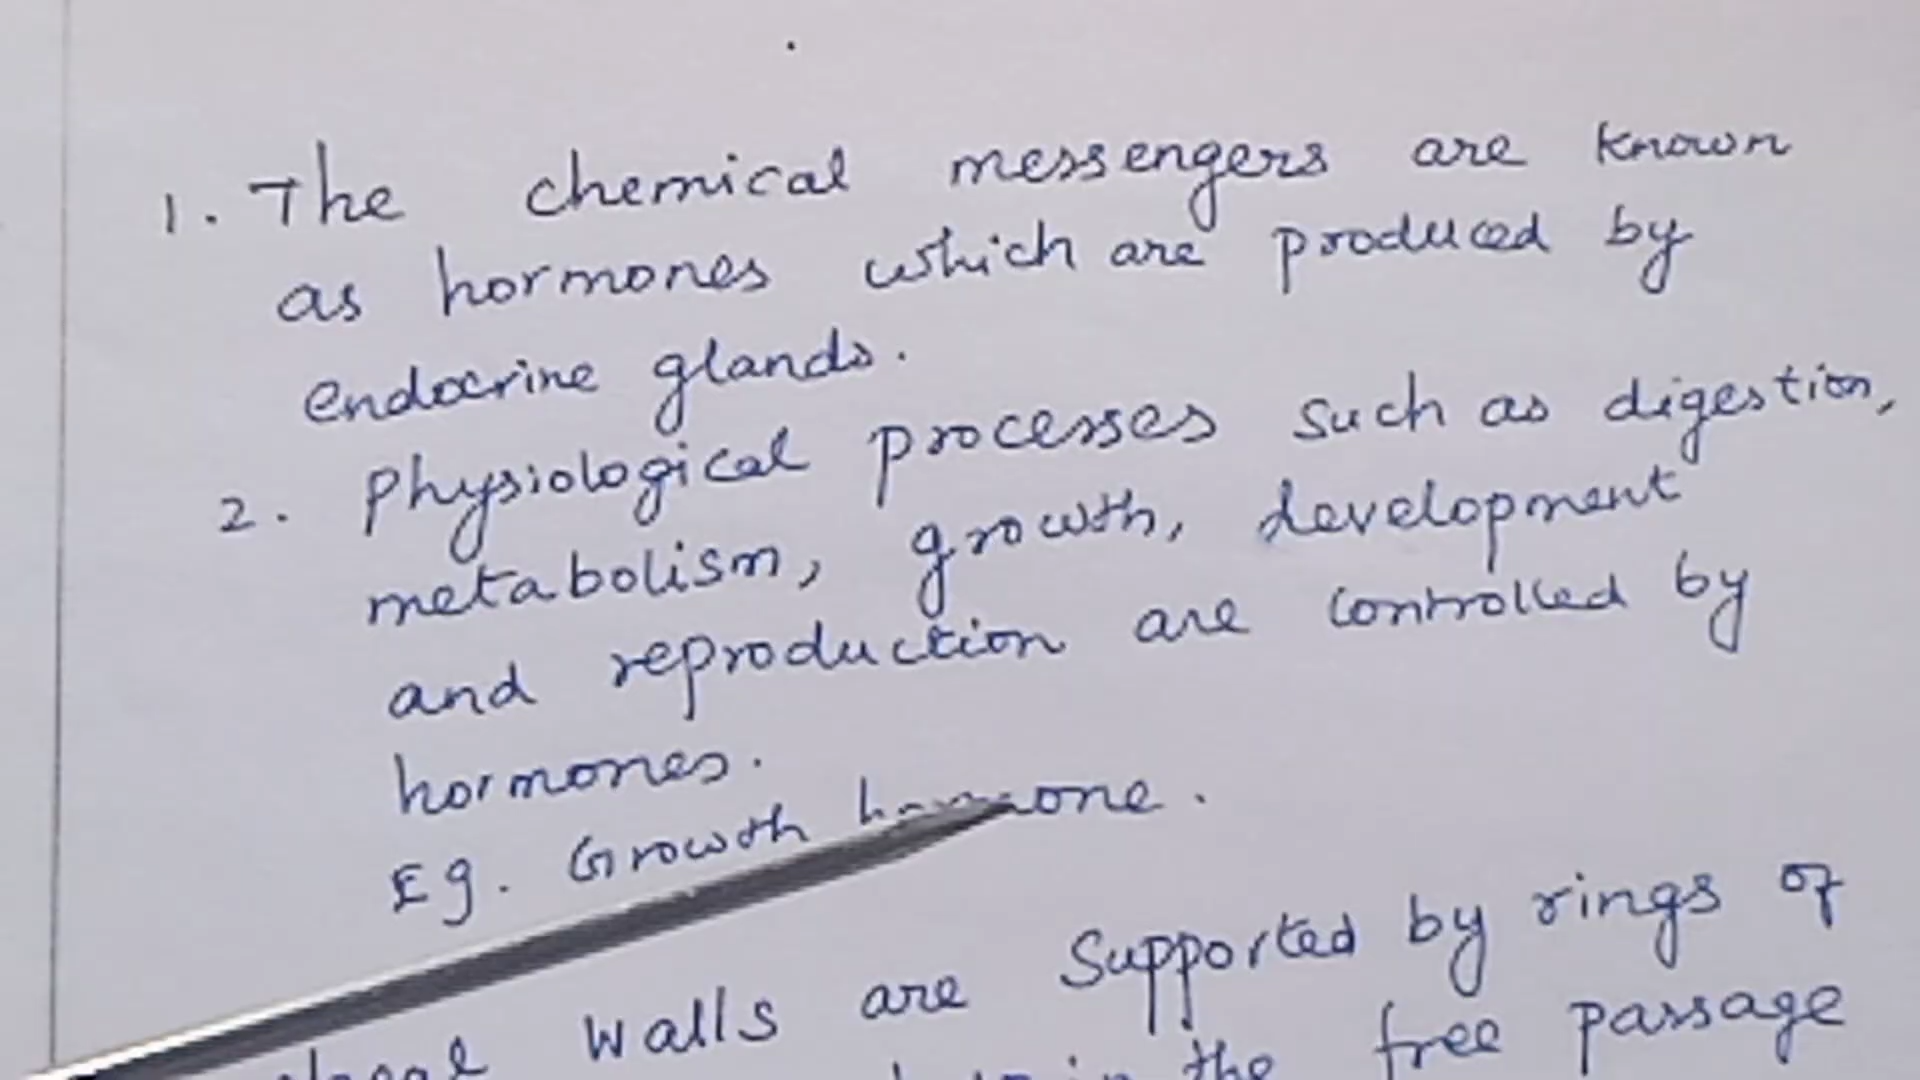 1. The chemical messengers are known
as hormones which are produced by
endocrine glands.
2. Physiological processes such as digestion,
metabolism, growth, development
and reproduction are controlled by
hormones.
Eg. Growth hormone.
walls are supported by rings of
in the free passage